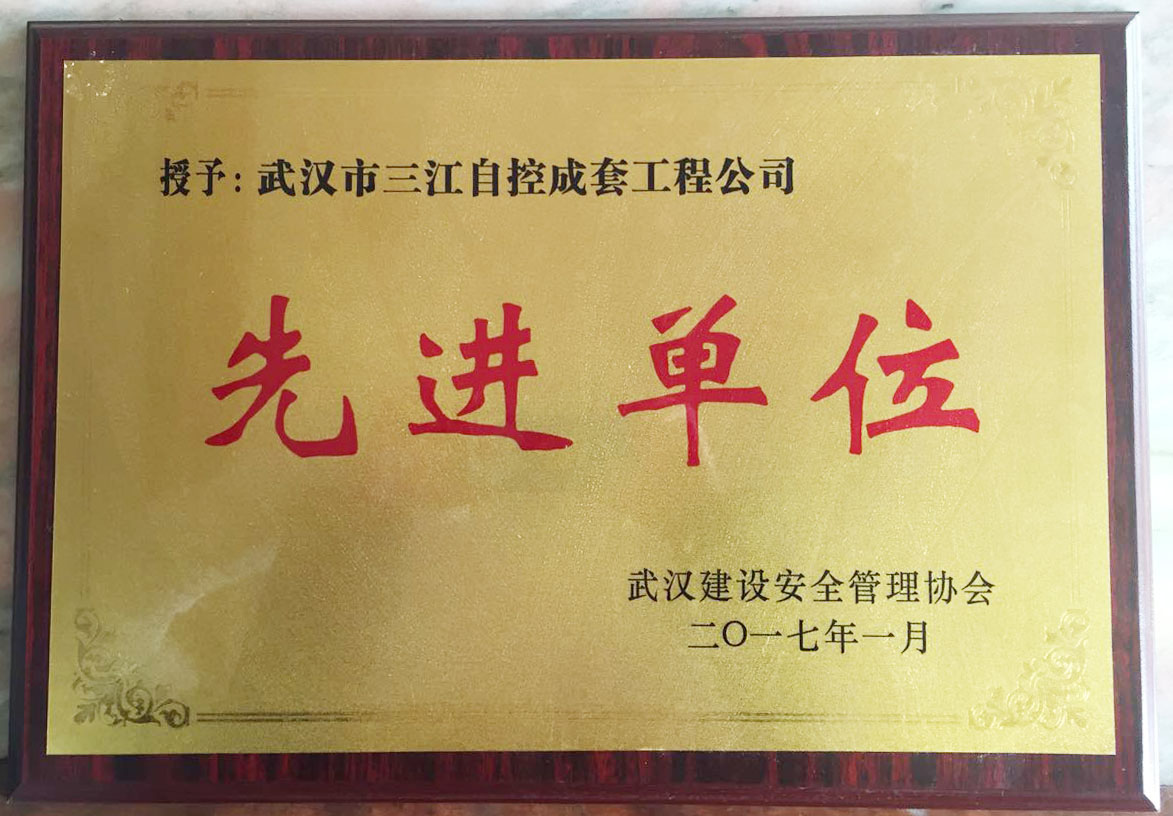 授予：武汉市三江自控成套工程公司
先进单位
武汉建设安全管理协会
二〇一七年一月